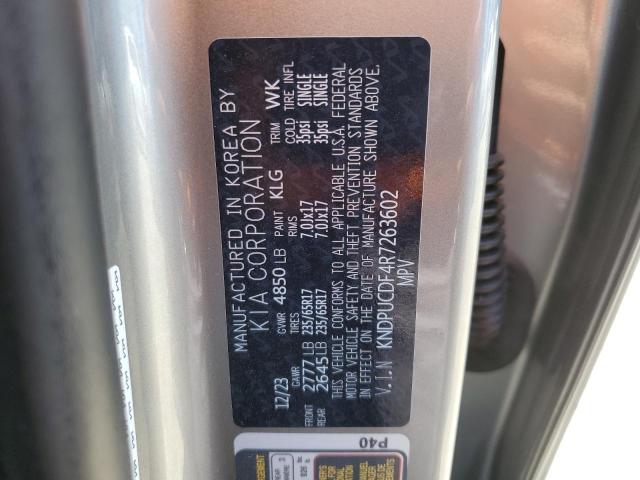 MANUFACTURED IN KOREA BY
KIA CORPORATION
12/23 GVWR 4850 LB PAINT KLG TRIM WK
GAWR RIMS COLD TIRE INFL
FRONT 2777 LB 235/65R17 7.0JX17 35psi SINGLE
REAR 2645 LB 235/65R17 7.0JX17 35psi SINGLE
THIS VEHICLE CONFORMS TO ALL APPLICABLE U.S.A. FEDERAL
MOTOR VEHICLE SAFETY AND THEFT PREVENTION STANDARDS
IN EFFECT ON THE DATE OF MANUFACTURE SHOWN ABOVE.
V.I.N KNDPUCDF4R7263602
MPV
P40